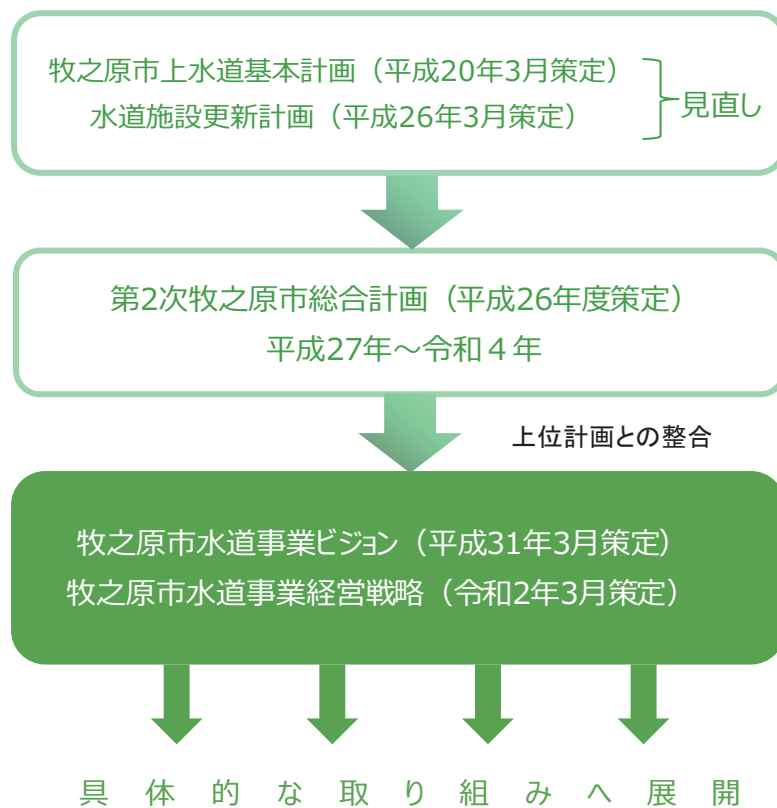 牧之原市上水道基本計画（平成20年3月策定）
水道施設更新計画（平成26年3月策定）
見直し
第2次牧之原市総合計画（平成26年度策定）
平成27年～令和４年
上位計画との整合
牧之原市水道事業ビジョン（平成31年3月策定）
牧之原市水道事業経営戦略（令和2年3月策定）
具体的な取り組みへ展開